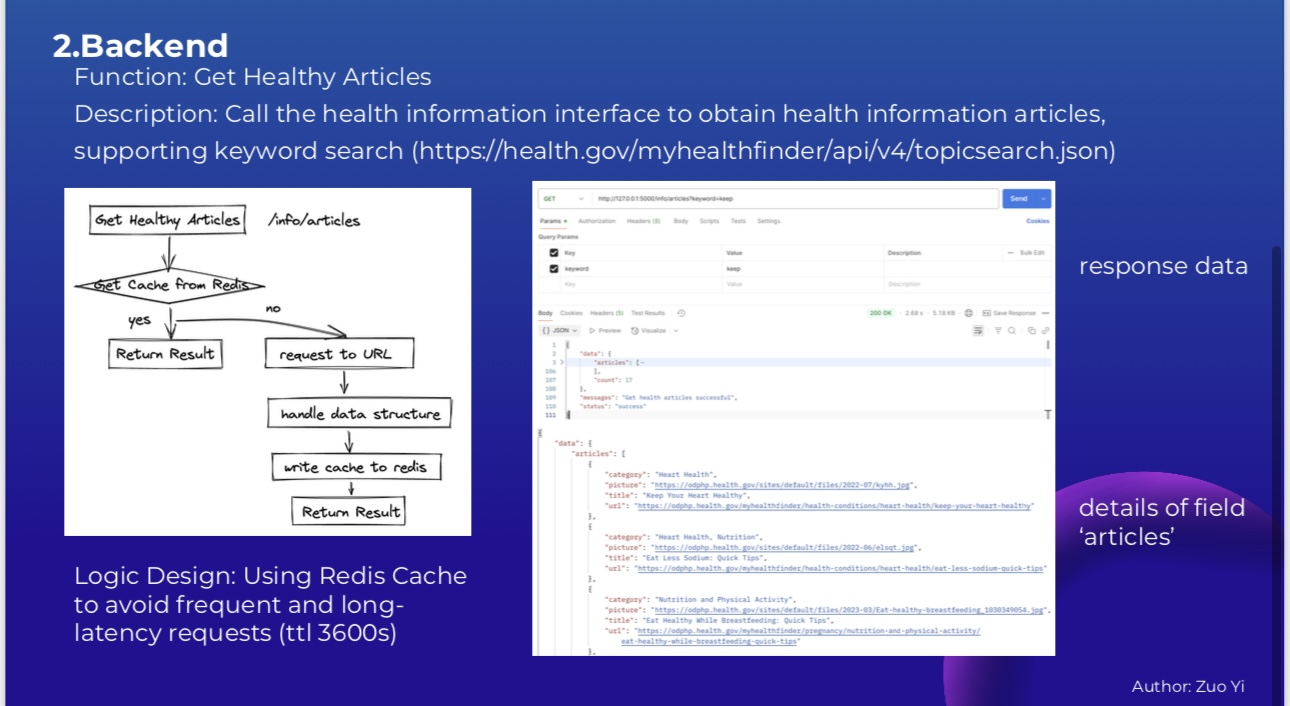 2.Backend
Function: Get Healthy Articles
Description: Call the health information interface to obtain health information articles,
supporting keyword search (https://health.gov/myhealthfinder/api/v4/topicsearch.json)
Get Healthy Articles /info/articles
Get Cache from Redis
yes
no
Return Result
request to URL
handle data structure
write cache to redis
Return Result
Logic Design: Using Redis Cache
to avoid frequent and long-
latency requests (ttl 3600s)
GET http://127.0.0.1:5000/info/articles?keyword=keep Send
Params Authorization Headers (8) Body Scripts Tests Settings Cookies
Query Params
Key Value Description Bulk Edit
keyword keep
Key Value Description
Body Cookies Headers (5) Test Results 200 OK 2.68 s 5.18 KB Save Response
{} JSON Preview Visualize
1 {
2 "data": {
3 "articles": [
106 ],
107 "count": 17
108 },
109 "messages": "Get health articles successful",
110 "status": "success"
111 }
{
"data": {
"articles": [
{
"category": "Heart Health",
"picture": "https://odphp.health.gov/sites/default/files/2022-07/kyhh.jpg",
"title": "Keep Your Heart Healthy",
"url": "https://odphp.health.gov/myhealthfinder/health-conditions/heart-health/keep-your-heart-healthy"
},
{
"category": "Heart Health, Nutrition",
"picture": "https://odphp.health.gov/sites/default/files/2022-06/elsqt.jpg",
"title": "Eat Less Sodium: Quick Tips",
"url": "https://odphp.health.gov/myhealthfinder/health-conditions/heart-health/eat-less-sodium-quick-tips"
},
{
"category": "Nutrition and Physical Activity",
"picture": "https://odphp.health.gov/sites/default/files/2023-03/Eat-healthy-breastfeeding_1030349054.jpg",
"title": "Eat Healthy While Breastfeeding: Quick Tips",
"url": "https://odphp.health.gov/myhealthfinder/pregnancy/nutrition-and-physical-activity/
eat-healthy-while-breastfeeding-quick-tips"
},
response data
details of field
‘articles’
Author: Zuo Yi